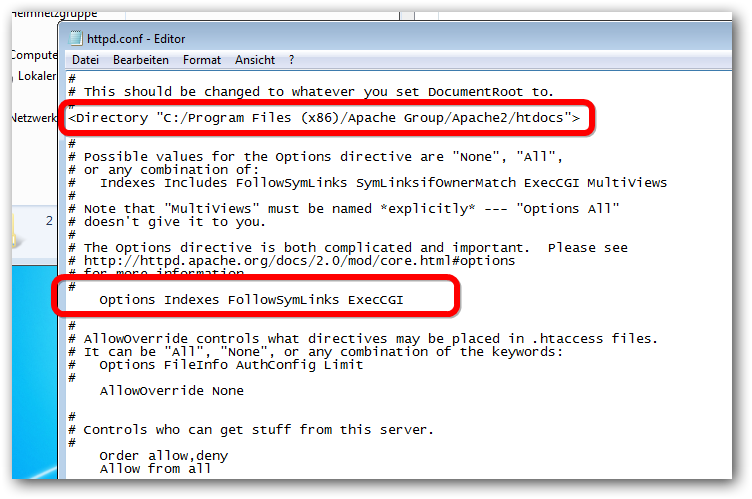 Heimnetzgruppe
Compute
Lokaler
Netzwerk
2
httpd.conf - Editor
Datei Bearbeiten Format Ansicht ?
#
# This should be changed to whatever you set DocumentRoot to.
#
<Directory "C:/Program Files (x86)/Apache Group/Apache2/htdocs">
#
# Possible values for the Options directive are "None", "All",
# or any combination of:
#   Indexes Includes FollowSymLinks SymLinksifOwnerMatch ExecCGI MultiViews
#
# Note that "MultiViews" must be named *explicitly* --- "Options All"
# doesn't give it to you.
#
# The Options directive is both complicated and important.  Please see
# http://httpd.apache.org/docs/2.0/mod/core.html#options
# for more information.
#
    Options Indexes FollowSymLinks ExecCGI
#
# AllowOverride controls what directives may be placed in .htaccess files.
# It can be "All", "None", or any combination of the keywords:
#   Options FileInfo AuthConfig Limit
#
    AllowOverride None
#
# Controls who can get stuff from this server.
#
    Order allow,deny
    Allow from all